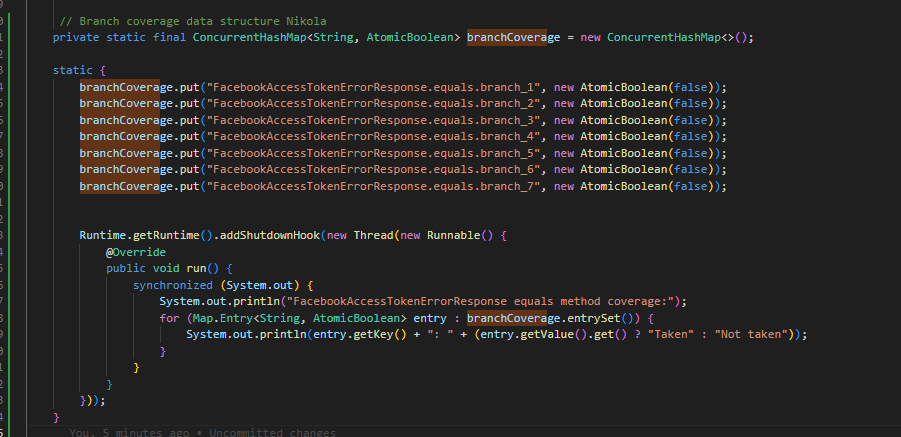 // Branch coverage data structure Nikola
private static final ConcurrentHashMap<String, AtomicBoolean> branchCoverage = new ConcurrentHashMap<>();
static {
branchCoverage.put("FacebookAccessTokenErrorResponse.equals.branch_1", new AtomicBoolean(false));
branchCoverage.put("FacebookAccessTokenErrorResponse.equals.branch_2", new AtomicBoolean(false));
branchCoverage.put("FacebookAccessTokenErrorResponse.equals.branch_3", new AtomicBoolean(false));
branchCoverage.put("FacebookAccessTokenErrorResponse.equals.branch_4", new AtomicBoolean(false));
branchCoverage.put("FacebookAccessTokenErrorResponse.equals.branch_5", new AtomicBoolean(false));
branchCoverage.put("FacebookAccessTokenErrorResponse.equals.branch_6", new AtomicBoolean(false));
branchCoverage.put("FacebookAccessTokenErrorResponse.equals.branch_7", new AtomicBoolean(false));
Runtime.getRuntime().addShutdownHook(new Thread(new Runnable() {
@Override
public void run() {
synchronized (System.out) {
System.out.println("FacebookAccessTokenErrorResponse equals method coverage:");
for (Map.Entry<String, AtomicBoolean> entry : branchCoverage.entrySet()) {
System.out.println(entry.getKey() + ": " + (entry.getValue().get() ? "Taken" : "Not taken"));
}
}
}
}));
}
You, 5 minutes ago • Uncommitted changes